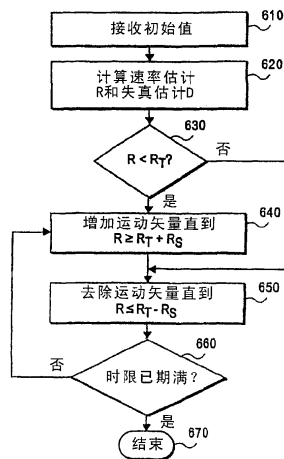 接收初始值
610
计算速率估计
R和失真估计D
620
R < RT?
630
否
是
增加运动矢量直到
R≥RT+RS
640
去除运动矢量直到
R≤RT-RS
650
时限已期满?
660
否
是
结束
670